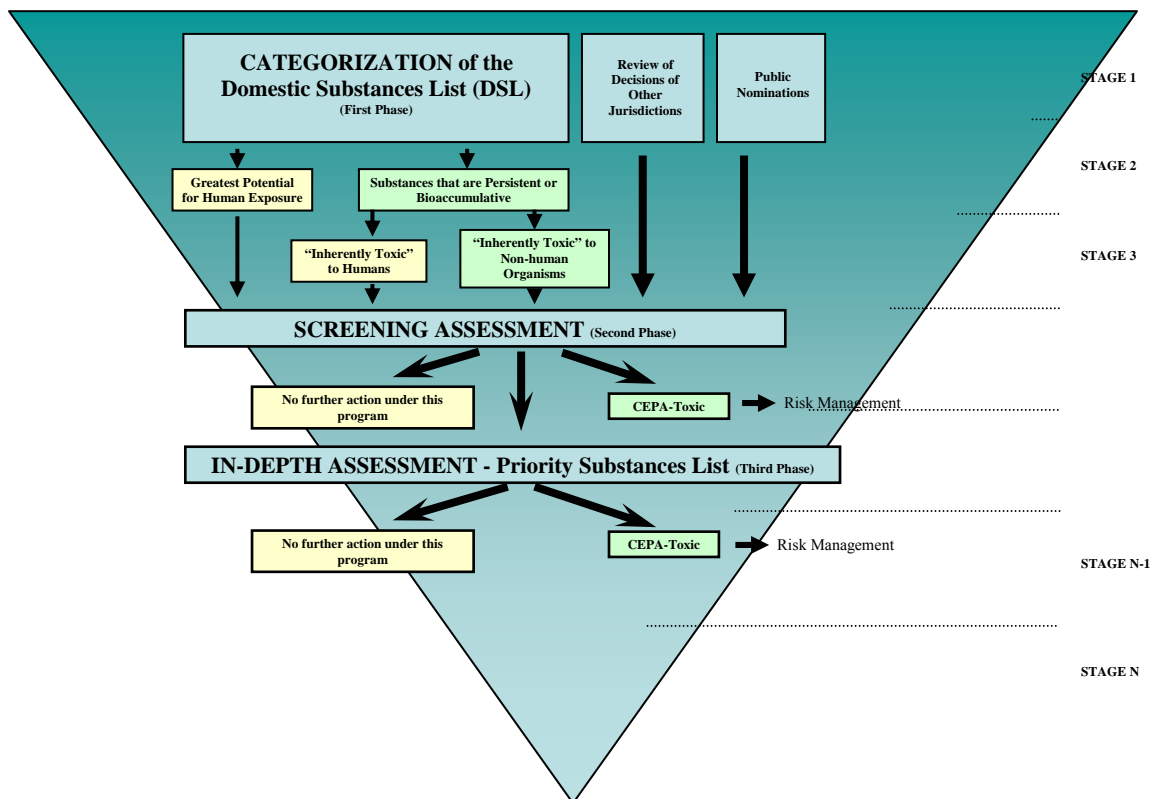 CATEGORIZATION of the
Domestic Substances List (DSL)
(First Phase)
Review of
Decisions of
Other
Jurisdictions
Public
Nominations
STAGE 1
Greatest Potential
for Human Exposure
Substances that are Persistent or
Bioaccumulative
STAGE 2
“Inherently Toxic”
to Humans
“Inherently Toxic” to
Non-human
Organisms
STAGE 3
SCREENING ASSESSMENT (Second Phase)
No further action under this
program
CEPA-Toxic
Risk Management
IN-DEPTH ASSESSMENT - Priority Substances List (Third Phase)
No further action under this
program
CEPA-Toxic
Risk Management
STAGE N-1
STAGE N